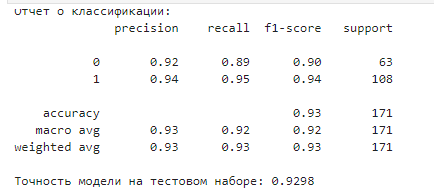 Отчет о классификации:
precision recall f1-score support
0 0.92 0.89 0.90 63
1 0.94 0.95 0.94 108
accuracy 0.93 171
macro avg 0.93 0.92 0.92 171
weighted avg 0.93 0.93 0.93 171
Точность модели на тестовом наборе: 0.9298